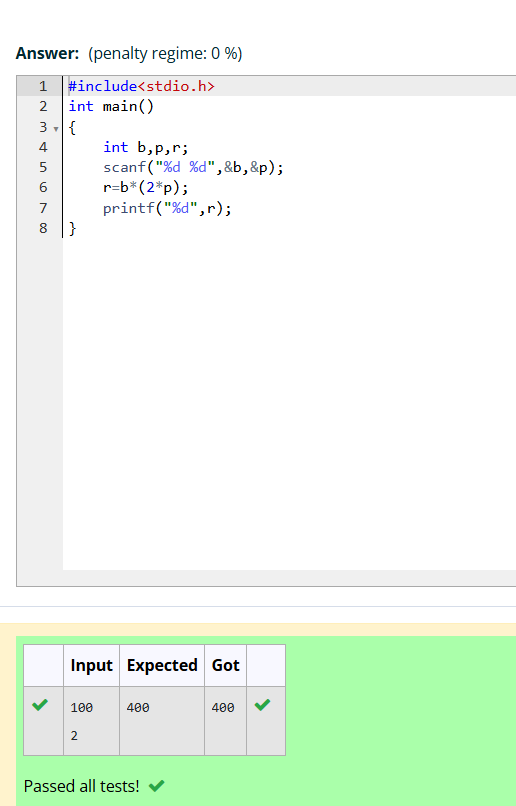 Answer: (penalty regime: 0 %)
1 #include<stdio.h>
2 int main()
3 {
4 int b,p,r;
5 scanf("%d %d",&b,&p);
6 r=b*(2*p);
7 printf("%d",r);
8 }
Input Expected Got
100 400 400
2
Passed all tests!